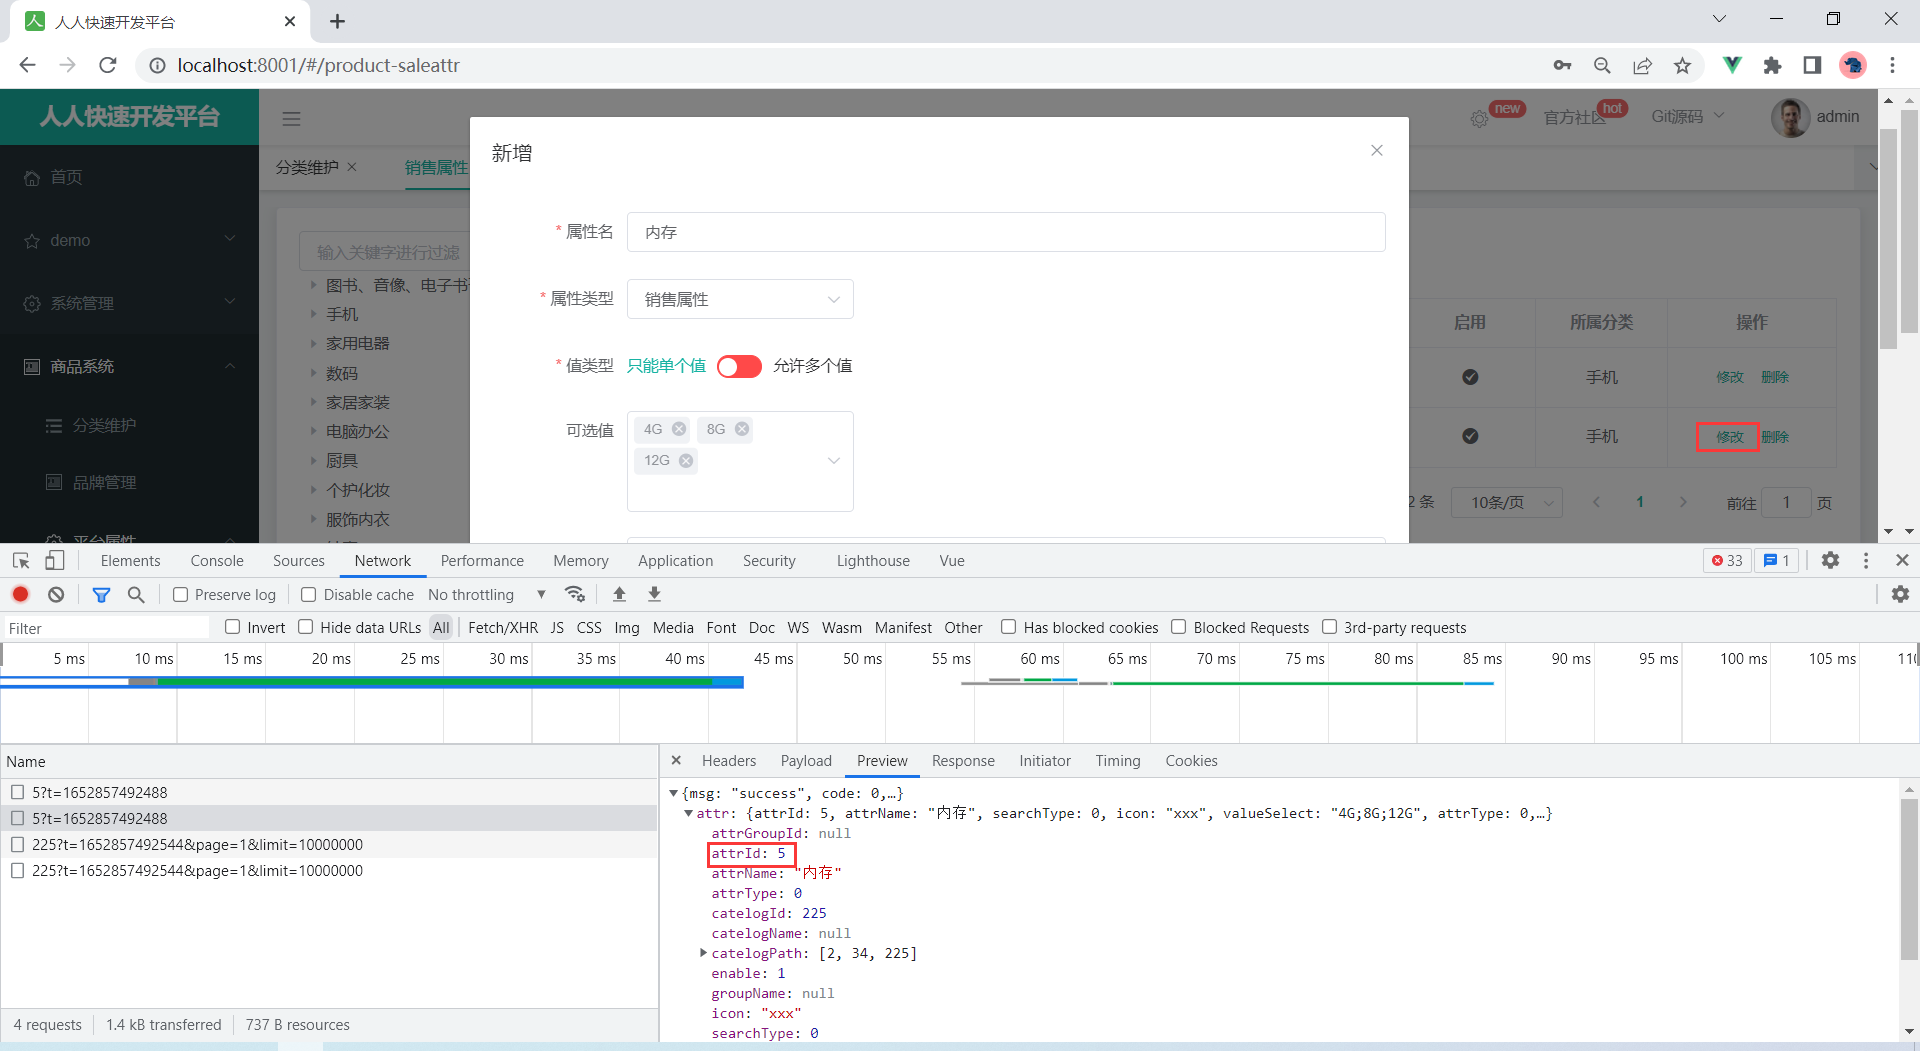 人人快速开发平台
localhost:8001/#/product-saleattr
人人快速开发平台
new
官方社区
hot
Git源码
admin
首页
demo
系统管理
商品系统
分类维护
品牌管理
平台属性
分类维护
销售属性
输入关键字进行过滤
图书、音像、电子书
手机
家用电器
数码
家居家装
电脑办公
厨具
个护化妆
服饰内衣
新增
* 属性名 内存
* 属性类型 销售属性
* 值类型 只能单个值 允许多个值
可选值 4G 8G
12G
启用 所属分类 操作
手机 修改 删除
手机 修改 删除
2 条 10条/页 1 前往 1 页
Elements Console Sources Network Performance Memory Application Security Lighthouse Vue 33 1
Preserve log Disable cache No throttling
Filter Invert Hide data URLs All Fetch/XHR JS CSS Img Media Font Doc WS Wasm Manifest Other Has blocked cookies Blocked Requests 3rd-party requests
5 ms 10 ms 15 ms 20 ms 25 ms 30 ms 35 ms 40 ms 45 ms 50 ms 55 ms 60 ms 65 ms 70 ms 75 ms 80 ms 85 ms 90 ms 95 ms 100 ms 105 ms
Name
5?t=1652857492488
5?t=1652857492488
225?t=1652857492544&page=1&limit=10000000
225?t=1652857492544&page=1&limit=10000000
4 requests 1.4 kB transferred 737 B resources
Headers Payload Preview Response Initiator Timing Cookies
{msg: "success", code: 0,…}
attr: {attrId: 5, attrName: "内存", searchType: 0, icon: "xxx", valueSelect: "4G;8G;12G", attrType: 0,…}
attrGroupId: null
attrId: 5
attrName: "内存"
attrType: 0
catelogId: 225
catelogName: null
catelogPath: [2, 34, 225]
enable: 1
groupName: null
icon: "xxx"
searchType: 0